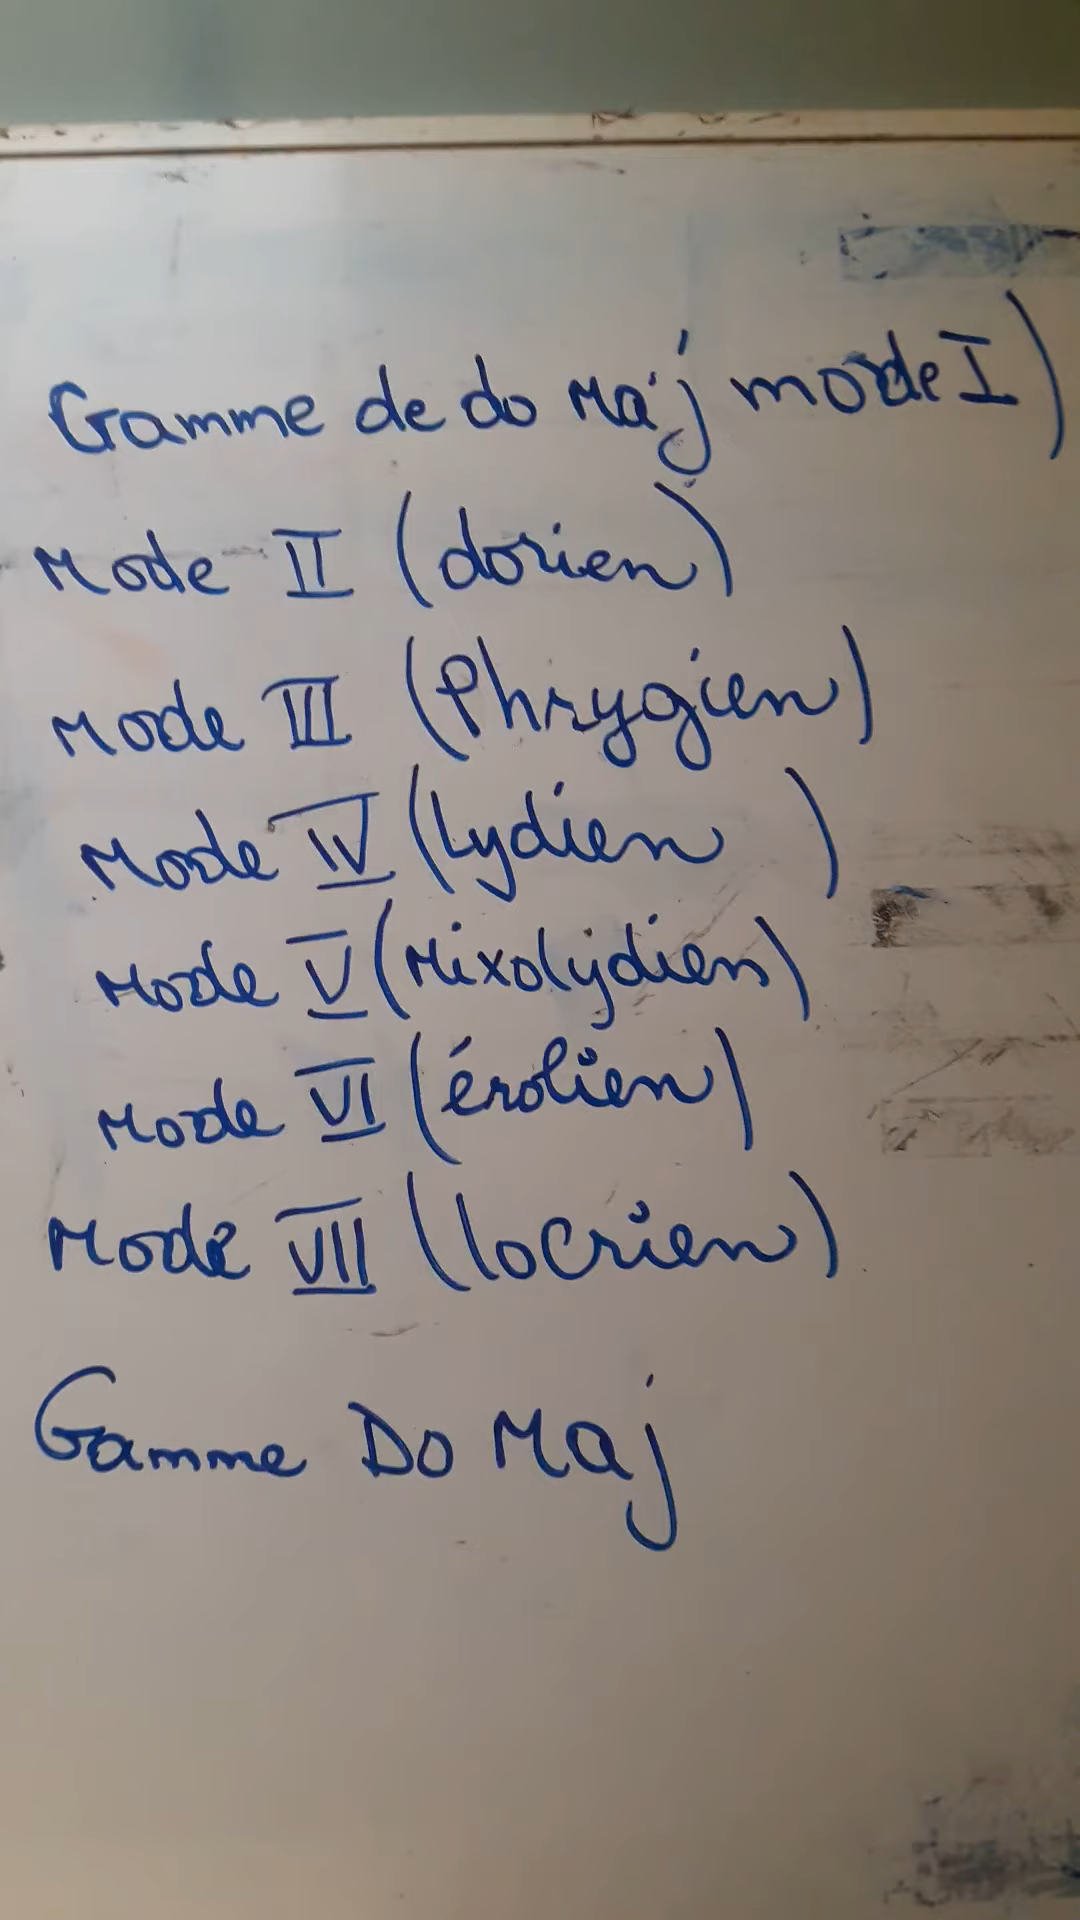 Gamme de do Maj mode I)
Mode II (dorien)
Mode III (Phrygien)
Mode IV (Lydien )
Mode V (Mixolydien)
Mode VI (érolien)
Mode VII (locrien)
Gamme Do Maj